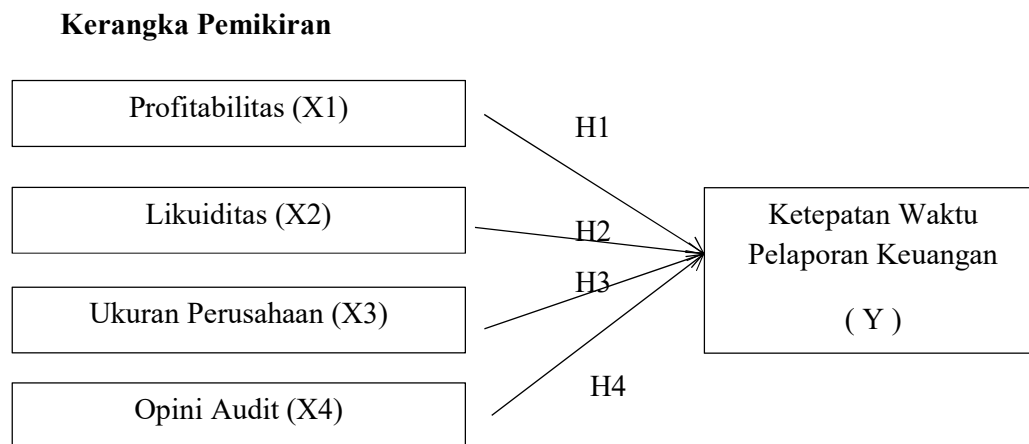 Kerangka Pemikiran
Profitabilitas (X1)
H1
Likuiditas (X2)
H2
Ketepatan Waktu
Pelaporan Keuangan
( Y )
Ukuran Perusahaan (X3)
H3
Opini Audit (X4)
H4